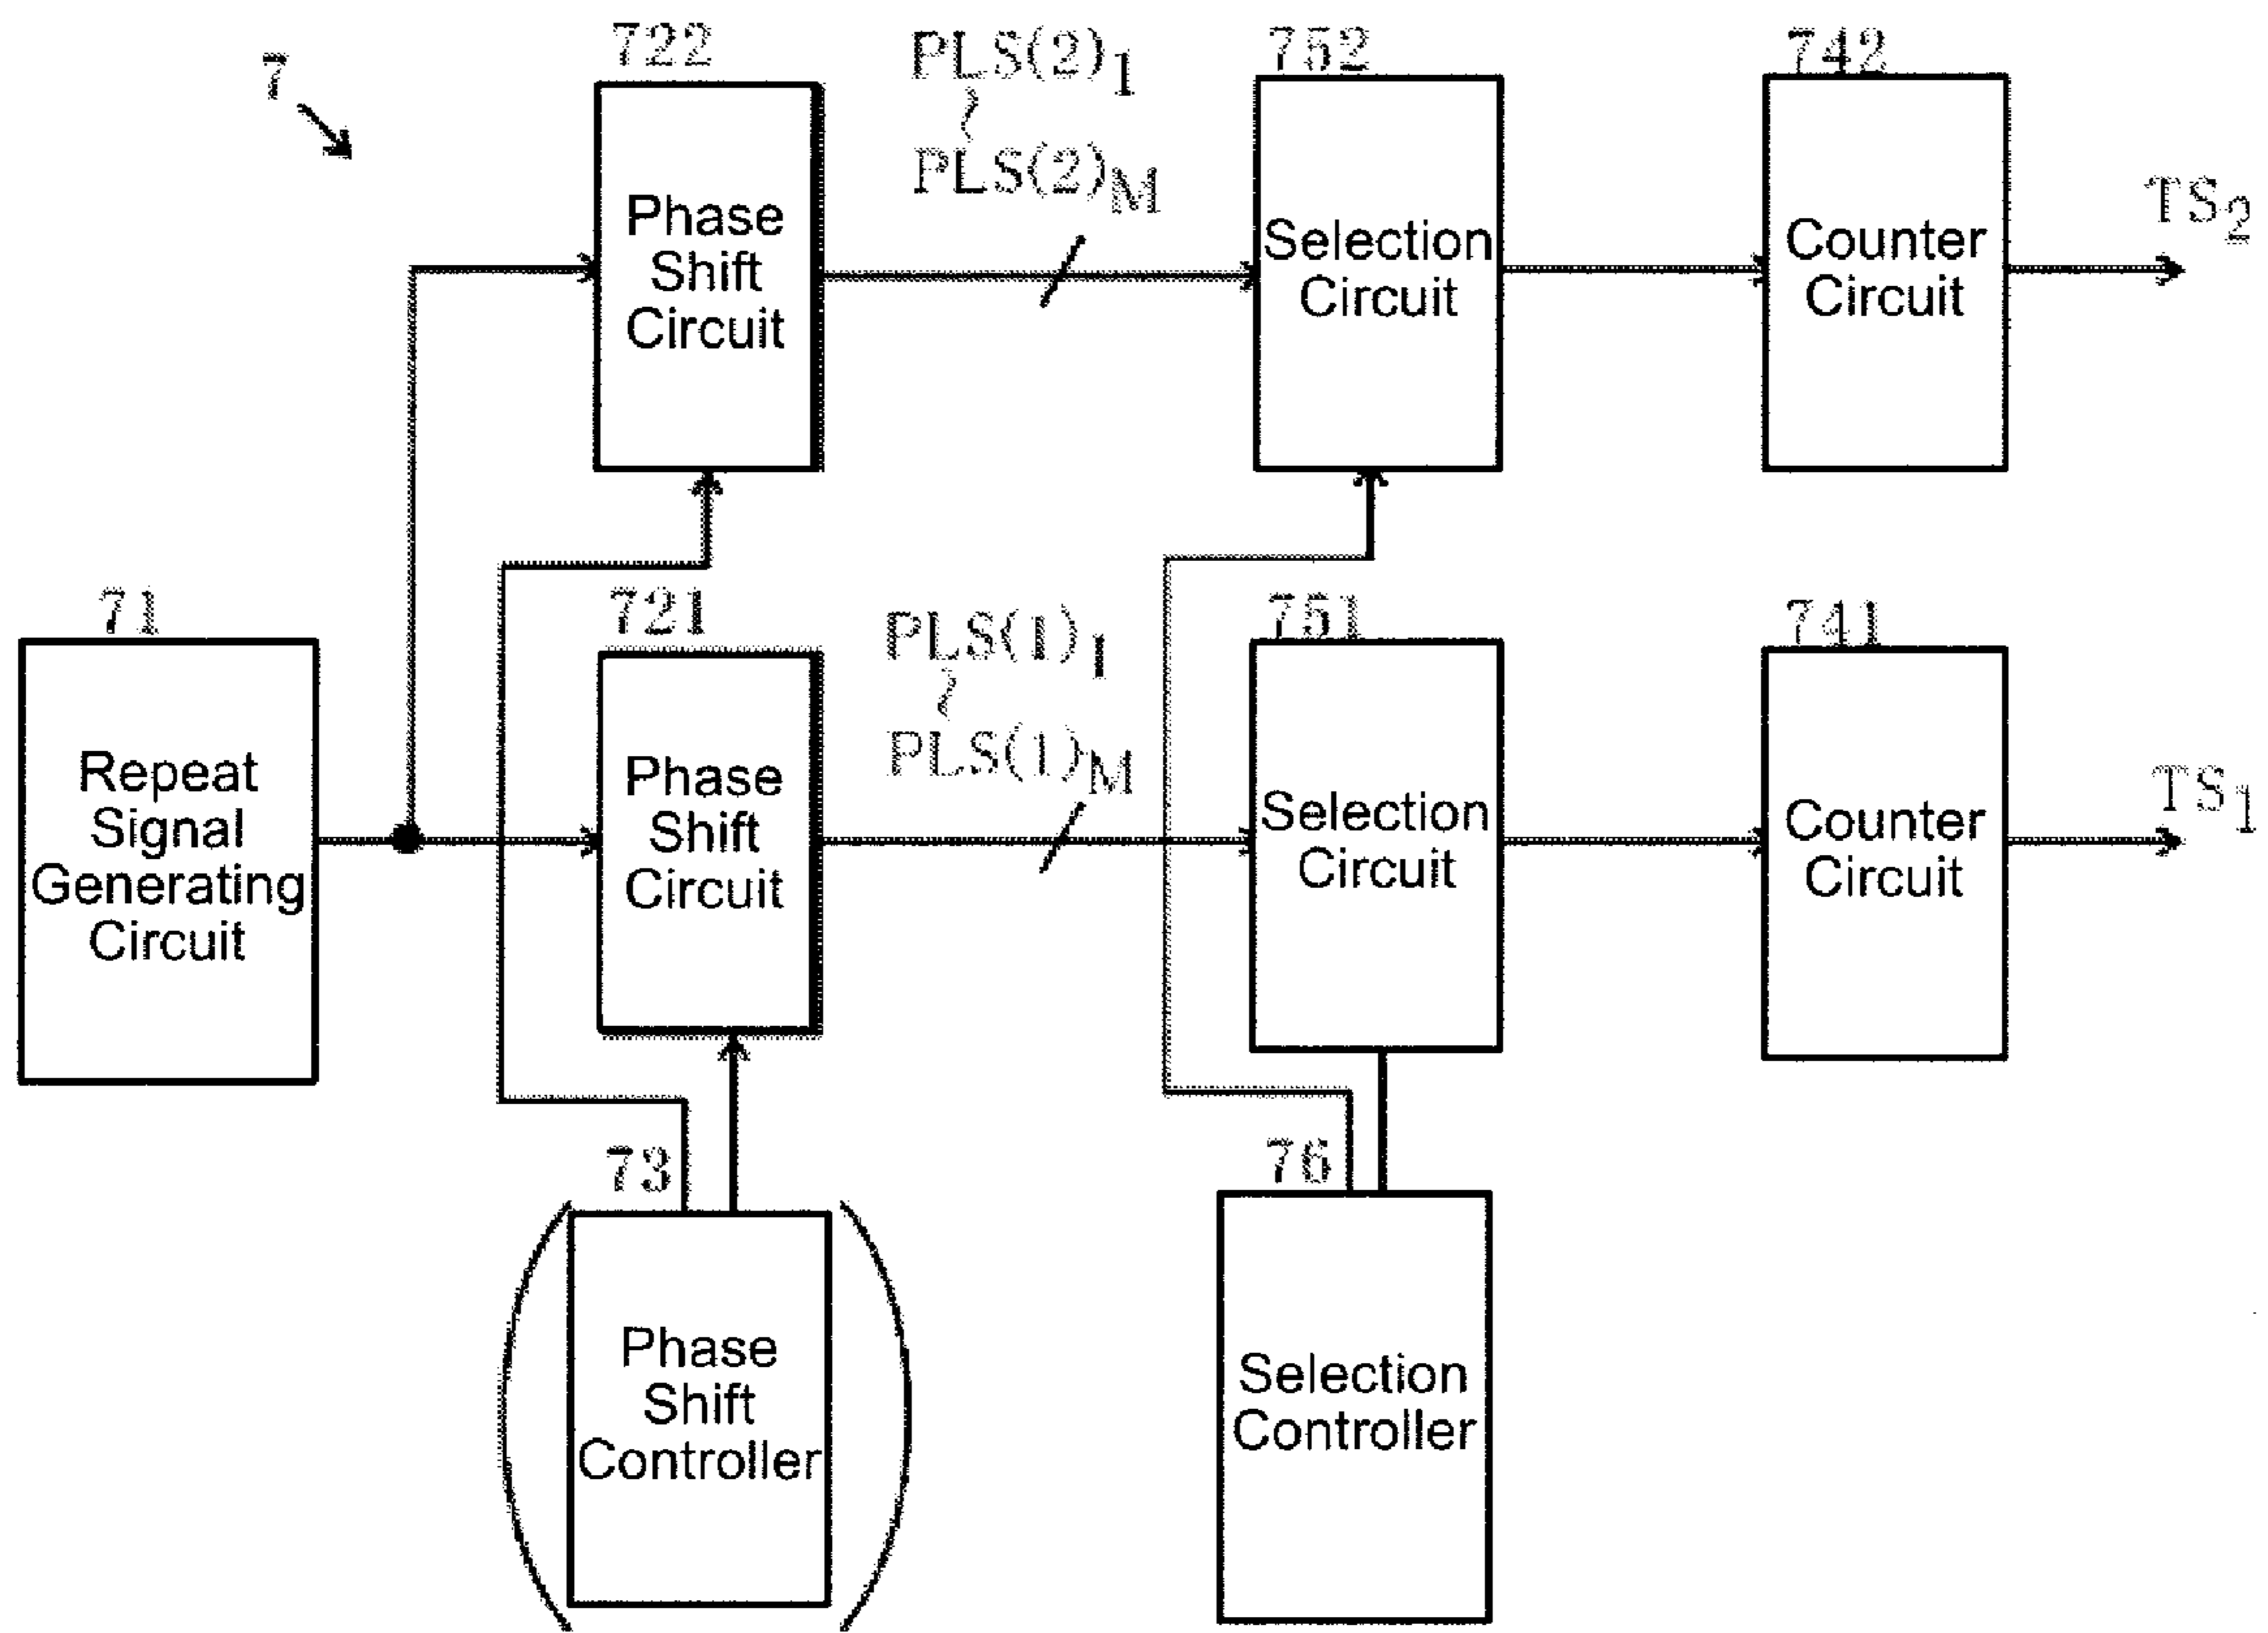 7
722
PLS(2)1
~
PLS(2)M
752
742
Phase
Shift
Circuit
Selection
Circuit
Counter
Circuit
TS2
71
721
PLS(1)1
~
PLS(1)M
751
741
Repeat
Signal
Generating
Circuit
Phase
Shift
Circuit
Selection
Circuit
Counter
Circuit
TS1
73
76
Phase
Shift
Controller
Selection
Controller